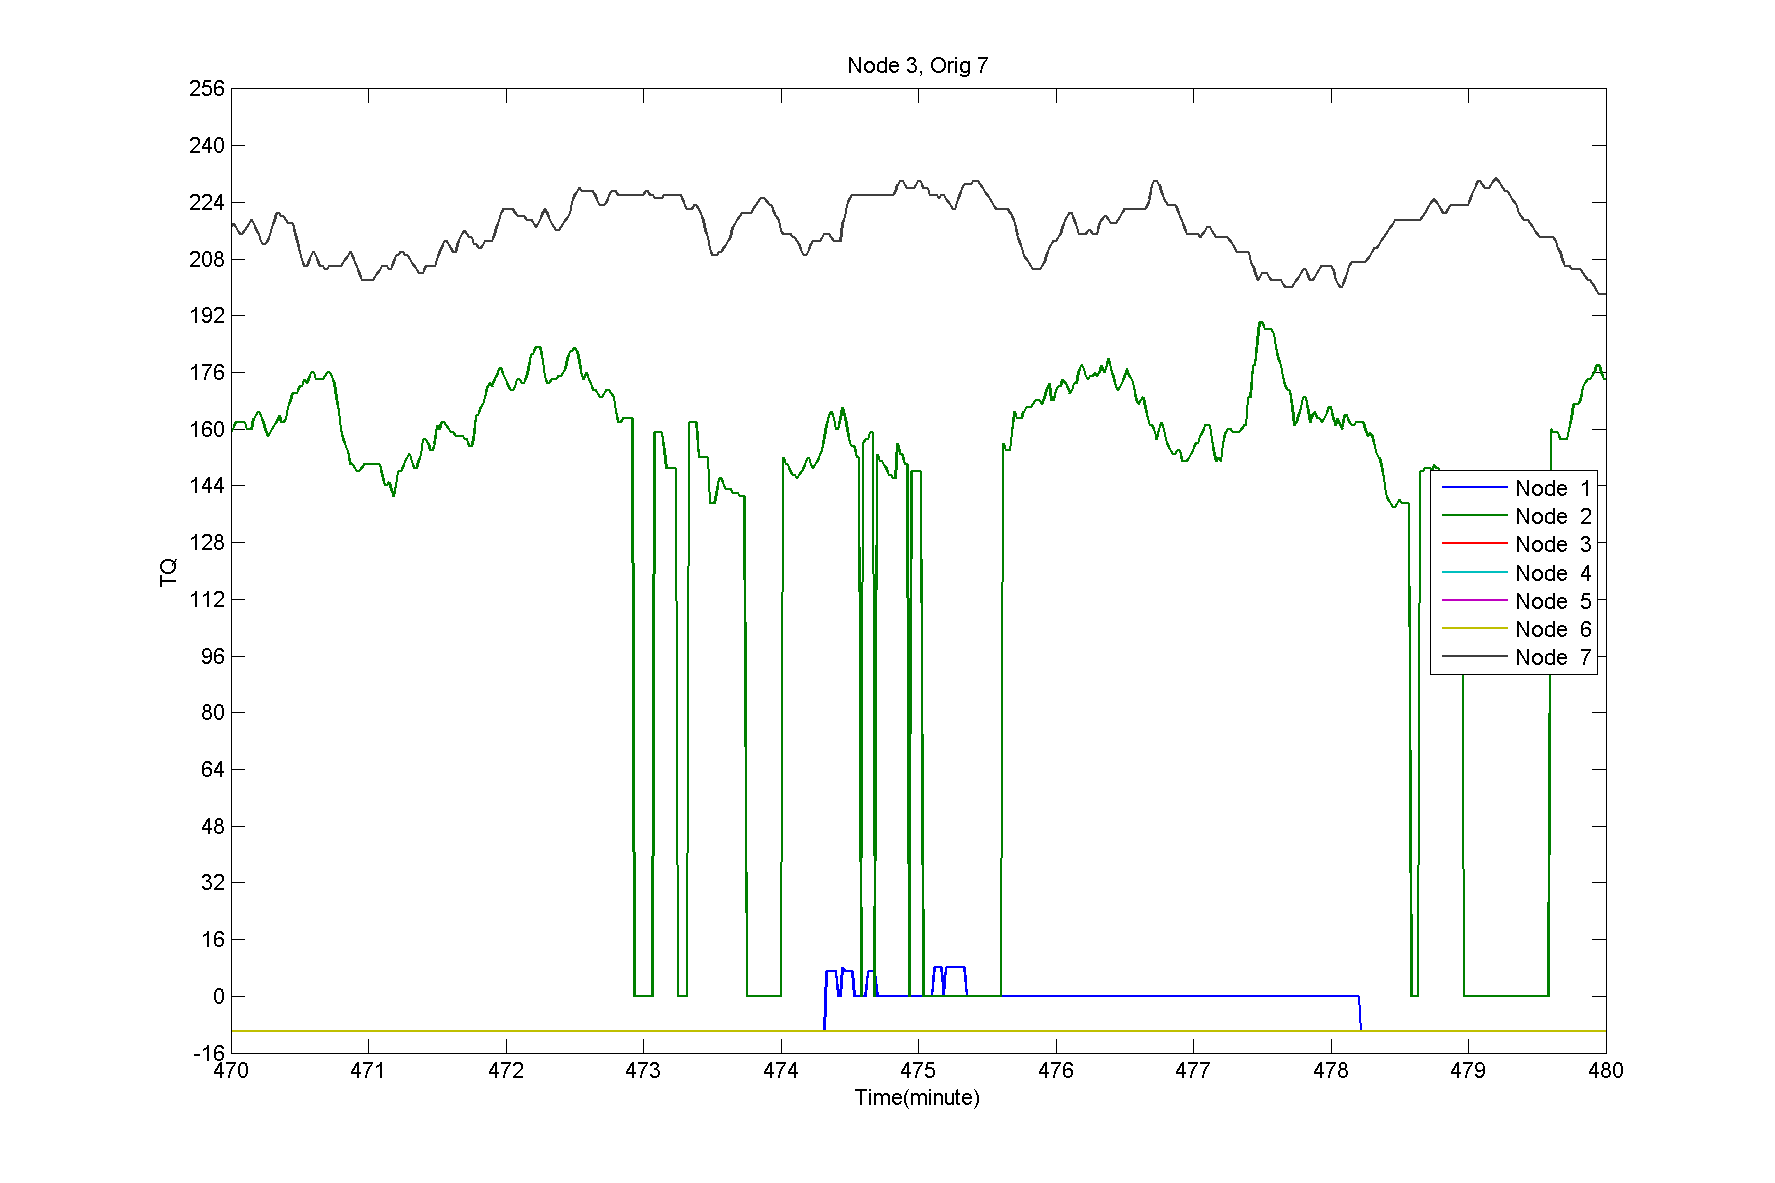 Node 3, Orig 7
256
240
224
208
192
176
160
144
128
112
96
80
64
48
32
16
0
-16
TQ
Node 1
Node 2
Node 3
Node 4
Node 5
Node 6
Node 7
470 471 472 473 474 475 476 477 478 479 480
Time(minute)